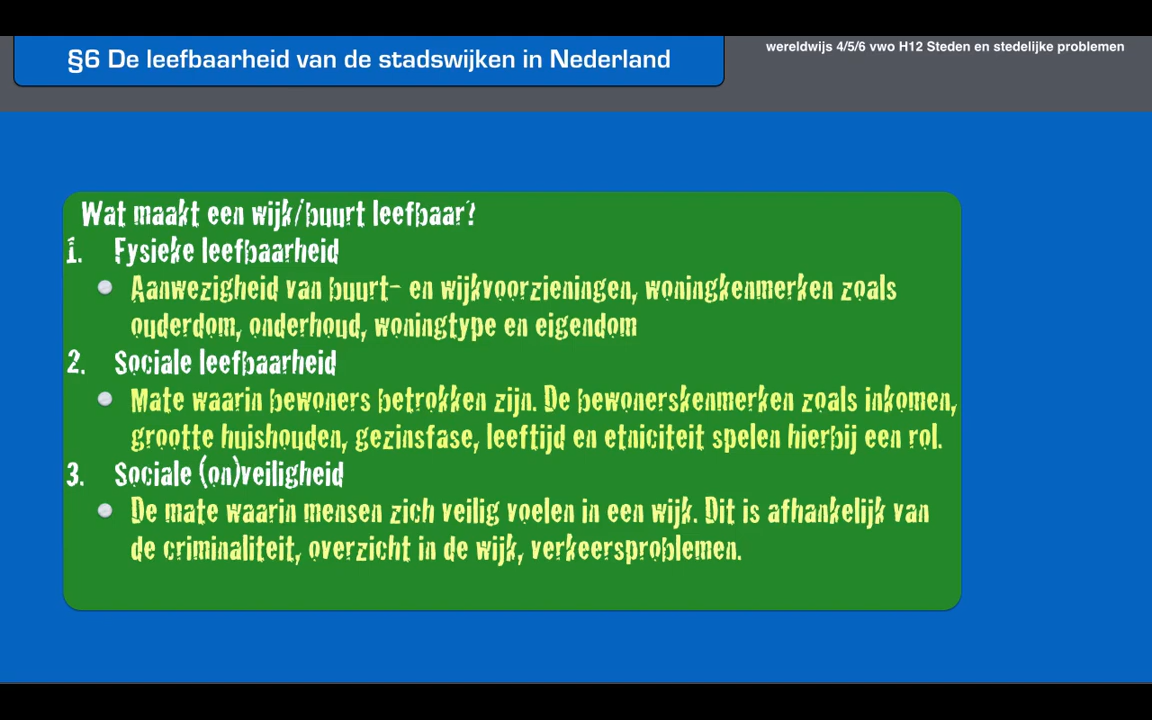 §6 De leefbaarheid van de stadswijken in Nederland
wereldwijs 4/5/6 vwo H12 Steden en stedelijke problemen
Wat maakt een wijk/buurt leefbaar?
1. Fysieke leefbaarheid
Aanwezigheid van buurt- en wijkvoorzieningen, woningkenmerken zoals
ouderdom, onderhoud, woningtype en eigendom
2. Sociale leefbaarheid
Mate waarin bewoners betrokken zijn. De bewonerskenmerken zoals inkomen,
grootte huishouden, gezinsfase, leeftijd en etniciteit spelen hierbij een rol.
3. Sociale (on)veiligheid
De mate waarin mensen zich veilig voelen in een wijk. Dit is afhankelijk van
de criminaliteit, overzicht in de wijk, verkeersproblemen.